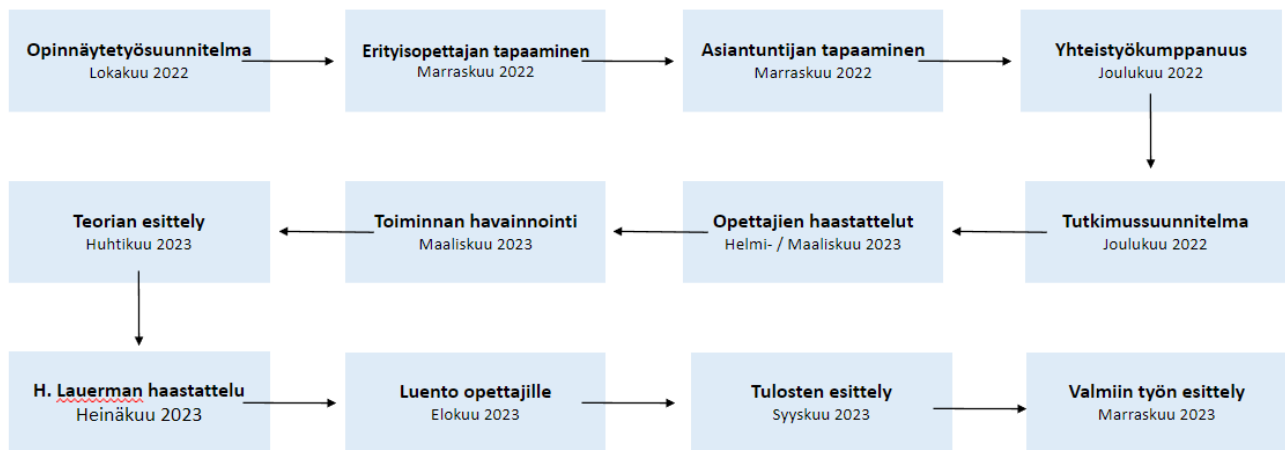 Opinnäytetyösuunnitelma
Lokakuu 2022
Erityisopettajan tapaaminen
Marraskuu 2022
Asiantuntijan tapaaminen
Marraskuu 2022
Yhteistyökumppanuus
Joulukuu 2022
Tutkimussuunnitelma
Joulukuu 2022
Opettajien haastattelut
Helmi- / Maaliskuu 2023
Toiminnan havainnointi
Maaliskuu 2023
Teorian esittely
Huhtikuu 2023
H. Lauerman haastattelu
Heinäkuu 2023
Luento opettajille
Elokuu 2023
Tulosten esittely
Syyskuu 2023
Valmiin työn esittely
Marraskuu 2023